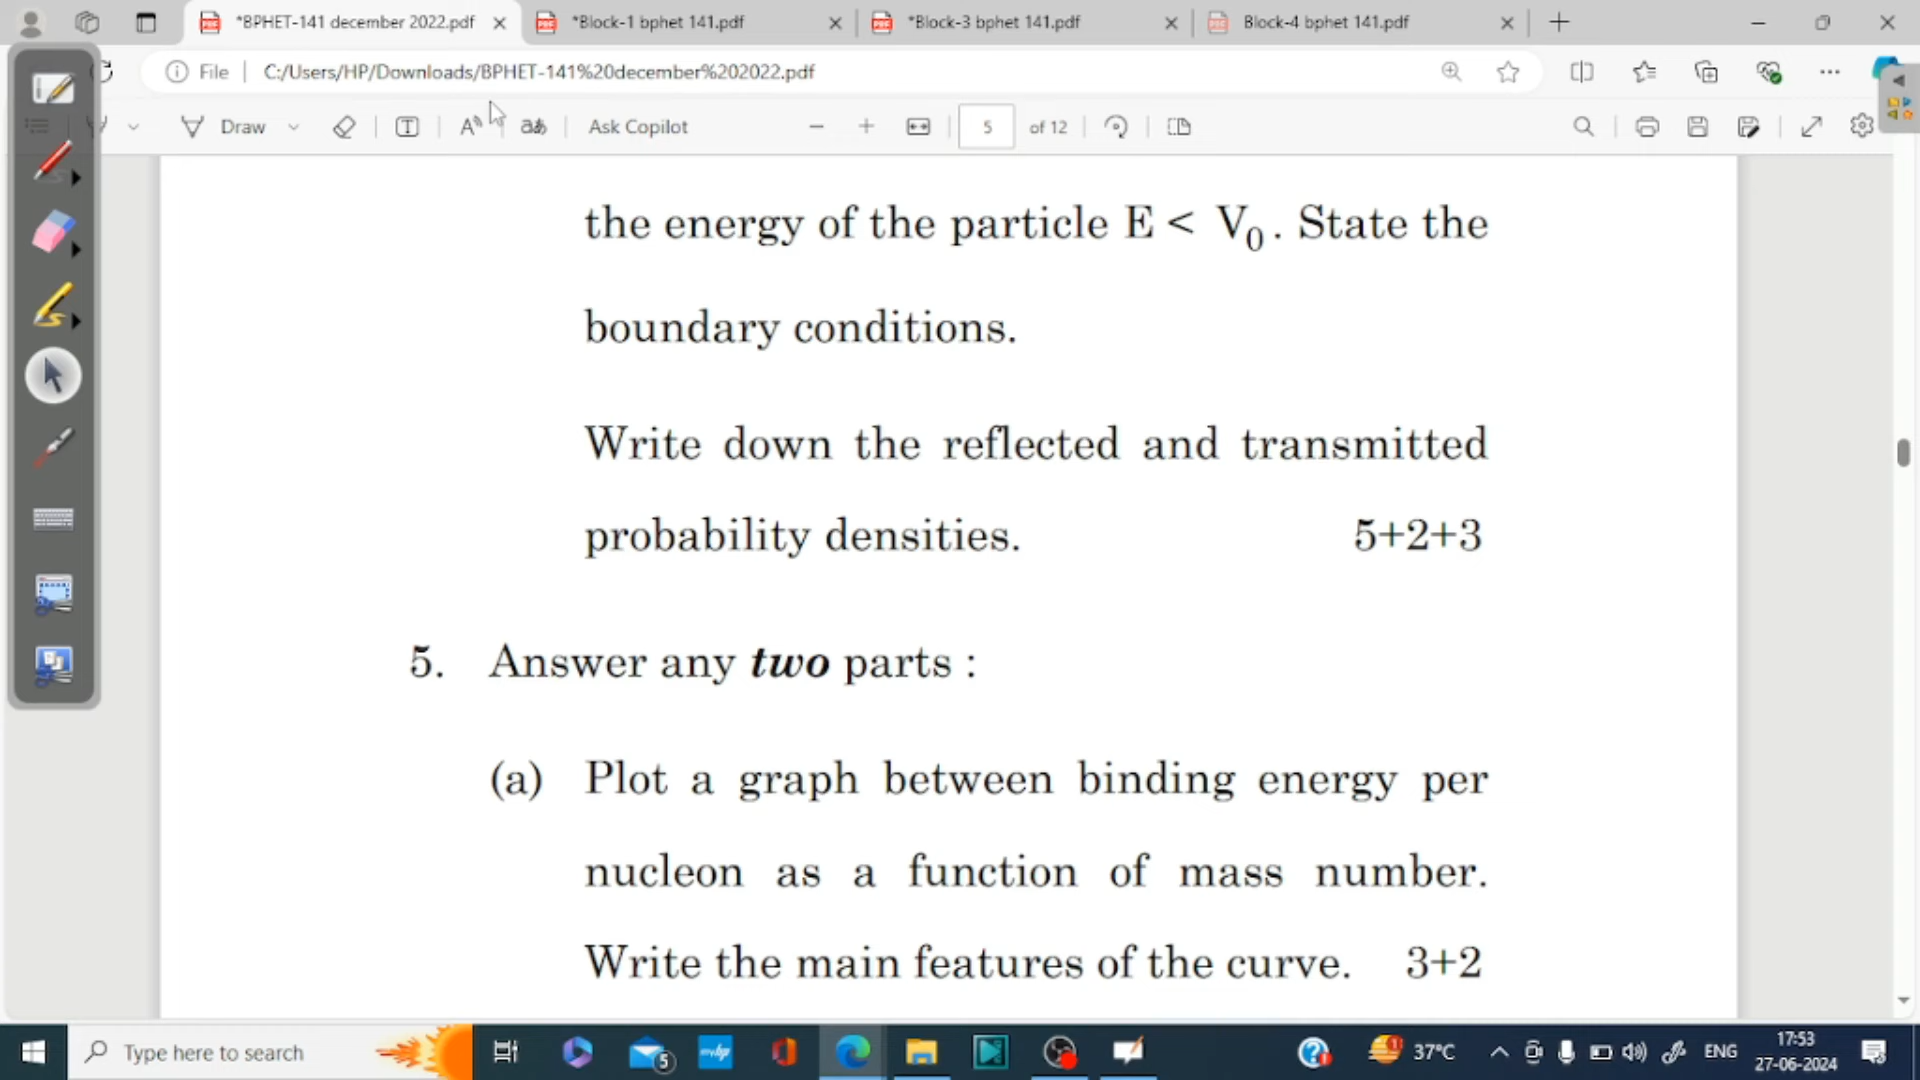 *BPHET-141 december 2022.pdf
*Block-1 bphet 141.pdf
*Block-3 bphet 141.pdf
Block-4 bphet 141.pdf
File
C:/Users/HP/Downloads/BPHET-141%20december%202022.pdf
Draw
Ask Copilot
5
of 12
the energy of the particle E < V0. State the
boundary conditions.
Write down the reflected and transmitted
probability densities. 5+2+3
5. Answer any two parts :
(a) Plot a graph between binding energy per
nucleon as a function of mass number.
Write the main features of the curve. 3+2
Type here to search
5
37°C
ENG
17:53
27-06-2024